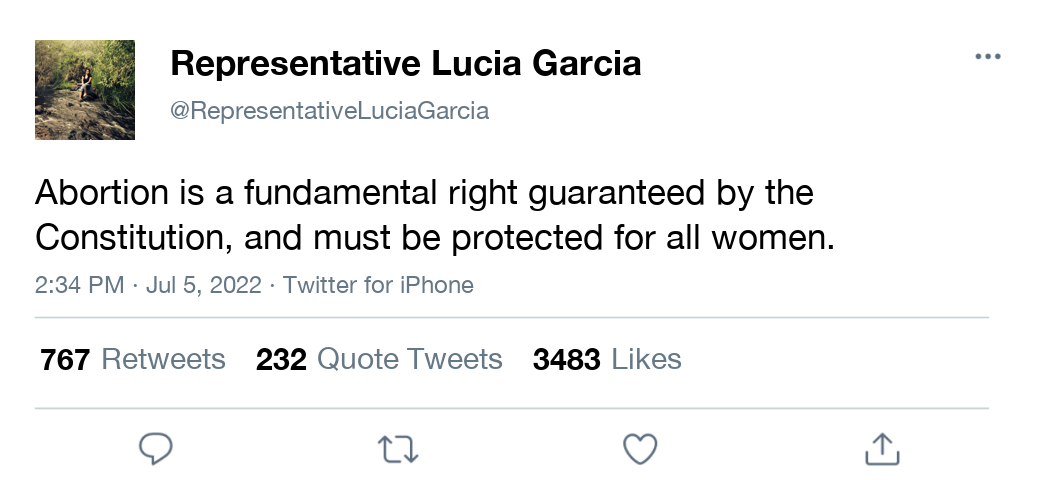 Representative Lucia Garcia
@RepresentativeLuciaGarcia
Abortion is a fundamental right guaranteed by the
Constitution, and must be protected for all women.
2:34 PM · Jul 5, 2022 · Twitter for iPhone
767 Retweets 232 Quote Tweets 3483 Likes